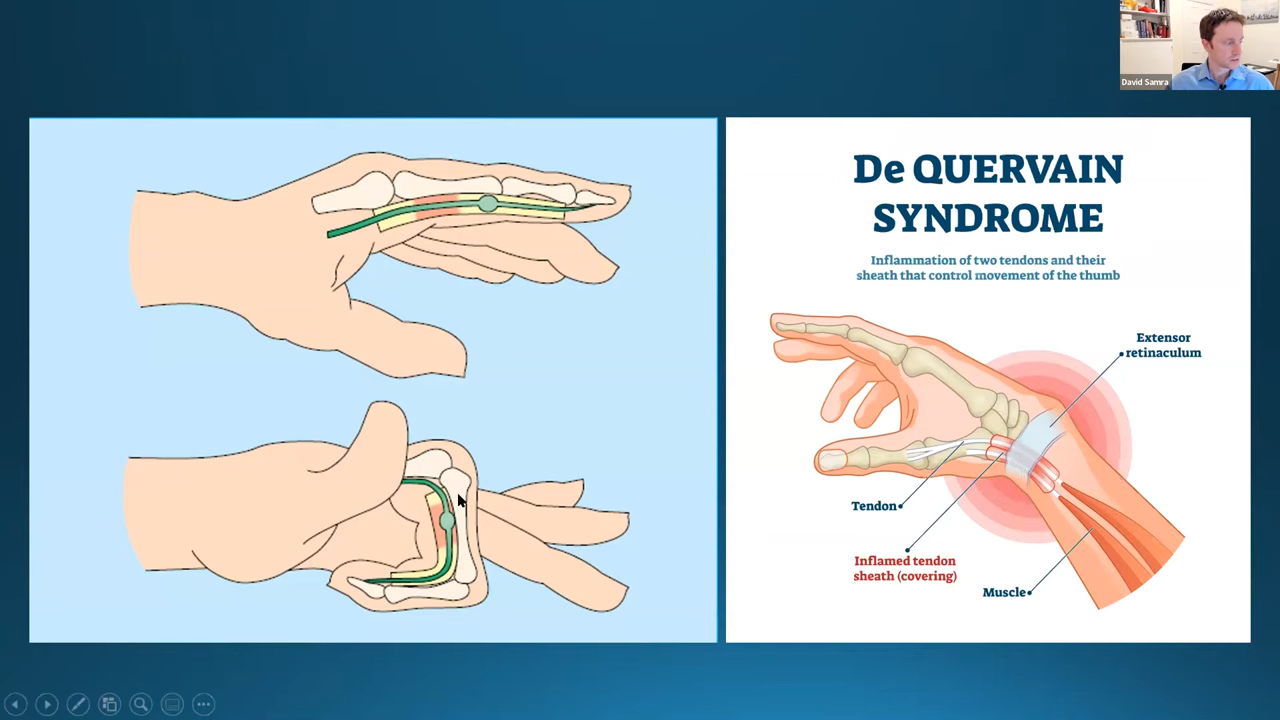 David Samra
De QUERVAIN
SYNDROME
Inflammation of two tendons and their
sheath that control movement of the thumb
Extensor
retinaculum
Tendon
Inflamed tendon
sheath (covering)
Muscle